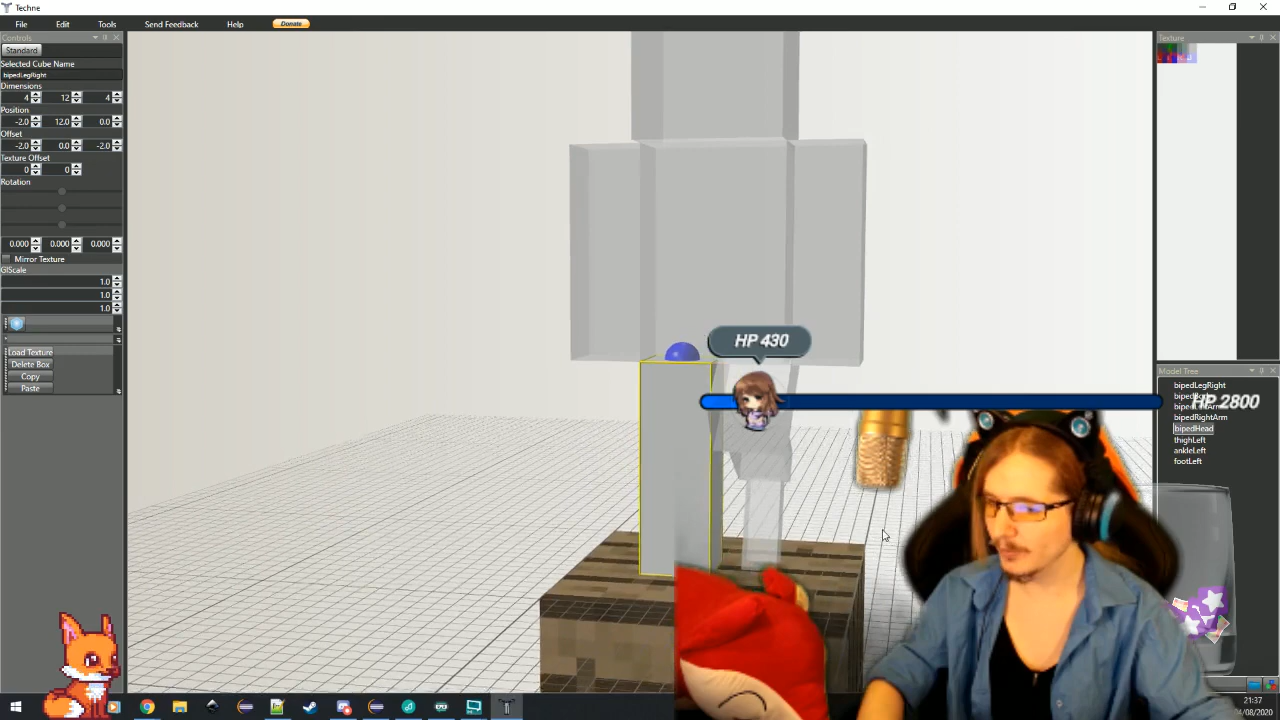 Techne
File Edit Tools Send Feedback Help Donate
Controls
Standard
Selected Cube Name
bipedLegRight
Dimensions
4 12 4
Position
-2.0 12.0 0.0
Offset
-2.0 0.0 -2.0
Texture Offset
0 0
Rotation
0.000 0.000 0.000
Mirror Texture
GlScale
1.0
1.0
1.0
Load Texture
Delete Box
Copy
Paste
HP 430
HP 2800
Texture
Model Tree
bipedLegRight
bipedRightArm
bipedHead
thighLeft
ankleLeft
footLeft
21:37
04/08/2020